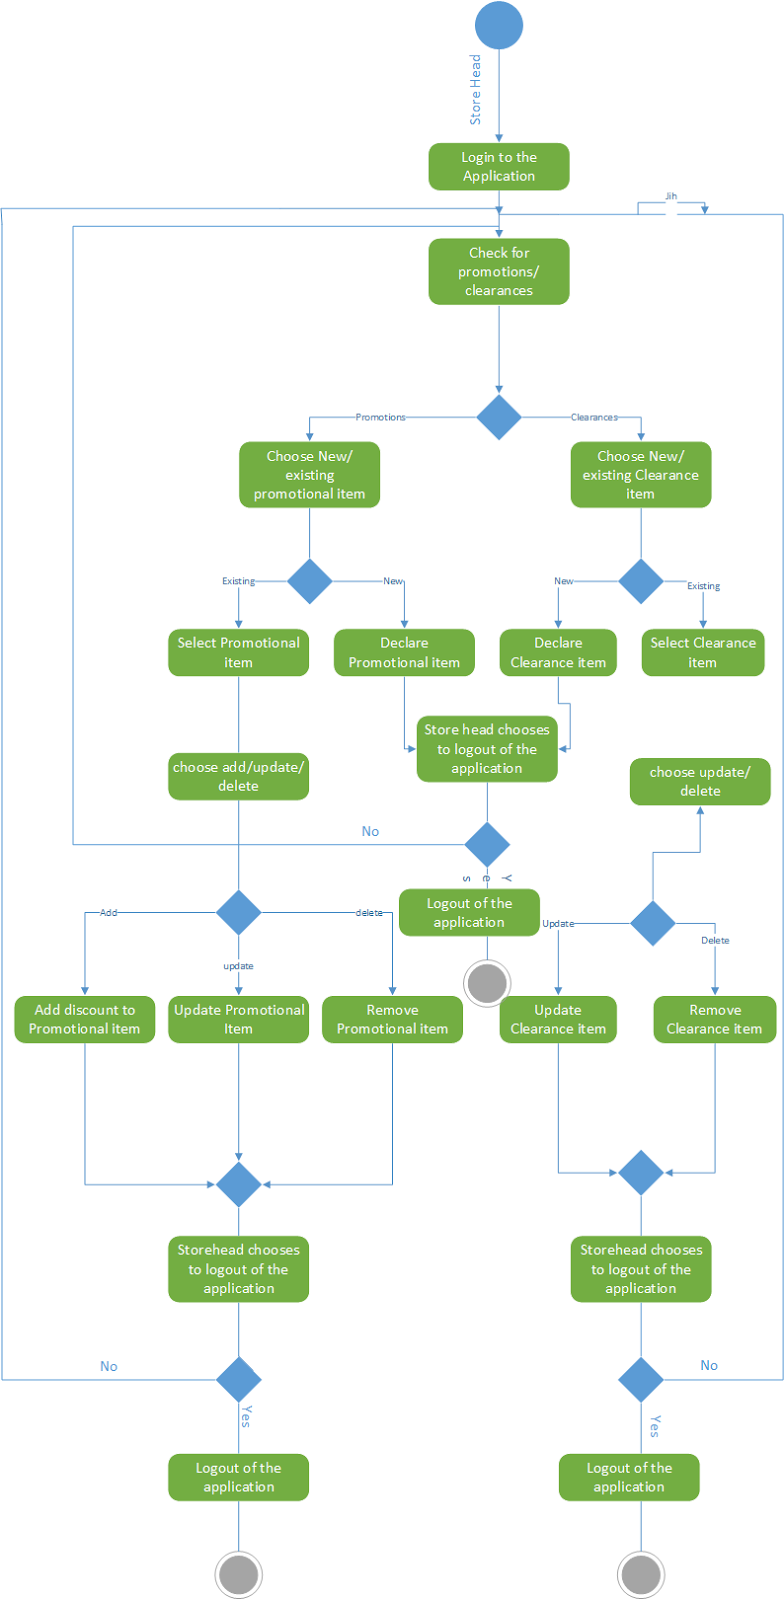 Store Head
Login to the
Application
Jih
Check for
promotions/
clearances
Promotions
Clearances
Choose New/
existing
promotional item
Choose New/
existing Clearance
item
Existing
New
New
Existing
Select Promotional
item
Declare
Promotional item
Declare
Clearance item
Select Clearance
item
Store head chooses
to logout of the
application
choose add/update/
delete
choose update/
delete
No
Yes
Logout of the
application
Add
delete
Update
Delete
update
Add discount to
Promotional item
Update Promotional
Item
Remove
Promotional item
Update
Clearance item
Remove
Clearance item
Storehead chooses
to logout of the
application
Storehead chooses
to logout of the
application
No
No
Yes
Yes
Logout of the
application
Logout of the
application